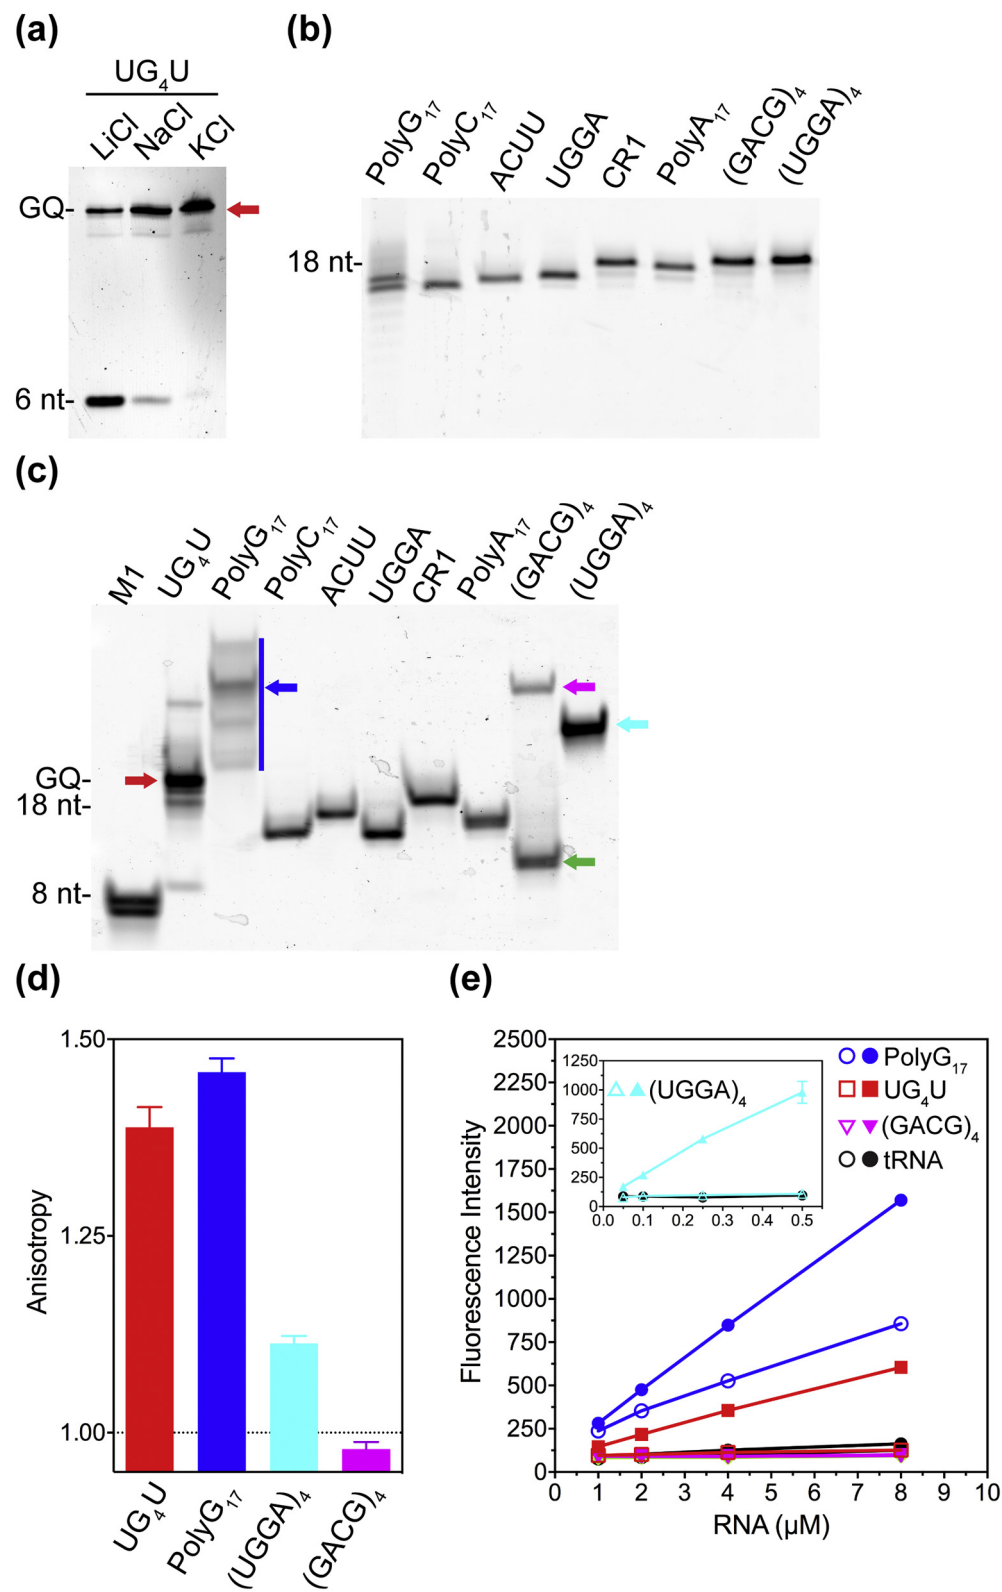 (a)
UG4U
LiCl NaCl KCl
GQ-
6 nt-
(b)
PolyG17 PolyC17 ACUU UGGA CR1 PolyA17 (GACG)4 (UGGA)4
18 nt-
(c)
M1 UG4U PolyG17 PolyC17 ACUU UGGA CR1 PolyA17 (GACG)4 (UGGA)4
GQ-
18 nt-
8 nt-
(d)
Anisotropy
1.50
1.25
1.00
UG4U PolyG17 (UGGA)4 (GACG)4
(e)
Fluorescence Intensity
2500
2250
2000
1750
1500
1250
1000
750
500
250
0
0 1 2 3 4 5 6 7 8 9 10
RNA (µM)
1250
1000
750
500
250
0
0.0 0.1 0.2 0.3 0.4 0.5
(UGGA)4
PolyG17
UG4U
(GACG)4
tRNA